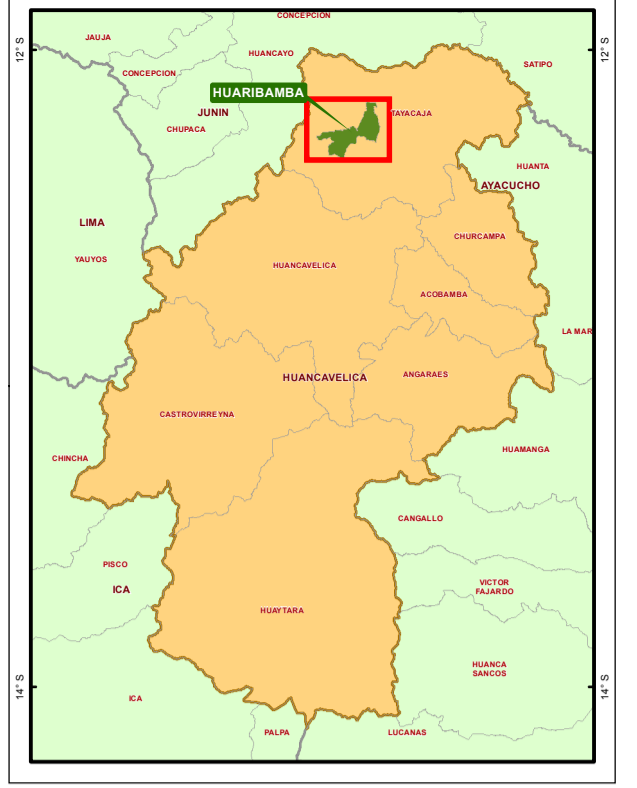 CONCEPCION
JAUJA
HUANCAYO
12° S
12° S
SATIPO
CONCEPCION
HUARIBAMBA
JUNIN
TAYACAJA
CHUPACA
HUANTA
AYACUCHO
LIMA
CHURCAMPA
YAUYOS
HUANCAVELICA
ACOBAMBA
LA MAR
HUANCAVELICA
ANGARAES
CASTROVIRREYNA
CHINCHA
HUAMANGA
CANGALLO
PISCO
ICA
VICTOR
FAJARDO
HUAYTARA
HUANCA
SANCOS
14° S
14° S
ICA
PALPA
LUCANAS